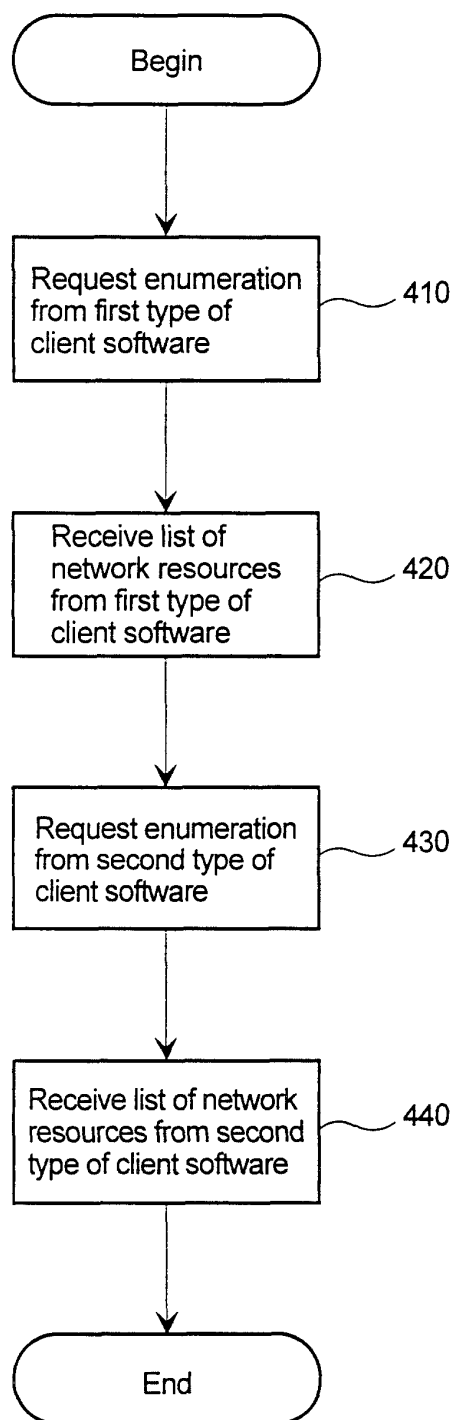 Begin
Request enumeration
from first type of
client software
410
Receive list of
network resources
from first type of
client software
420
Request enumeration
from second type of
client software
430
Receive list of network
resources from second
type of client software
440
End